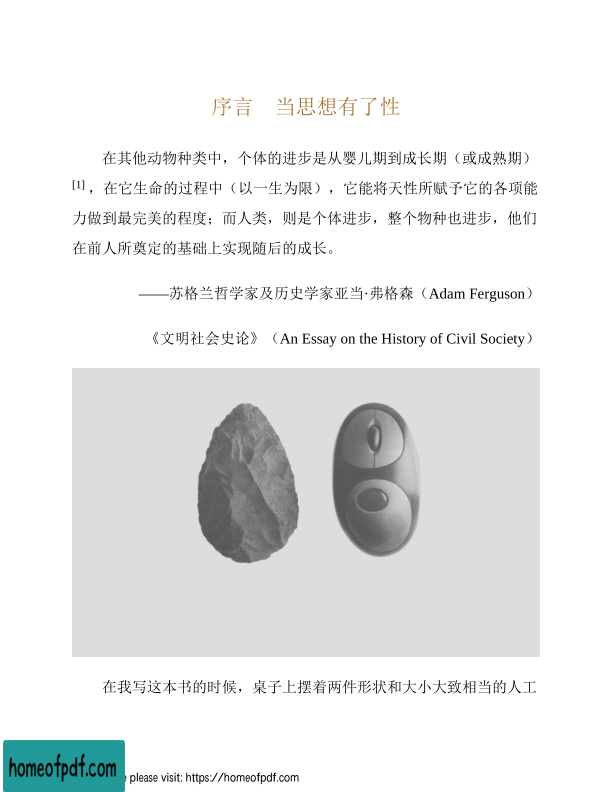 序言　当思想有了性
在其他动物种类中，个体的进步是从婴儿期到成长期（或成熟期）
[1]，在它生命的过程中（以一生为限），它能将天性所赋予它的各项能
力做到最完美的程度；而人类，则是个体进步，整个物种也进步，他们
在前人所奠定的基础上实现随后的成长。
——苏格兰哲学家及历史学家亚当·弗格森（Adam Ferguson）
《文明社会史论》（An Essay on the History of Civil Society）
在我写这本书的时候，桌子上摆着两件形状和大小大致相当的人工
homeofpdf.com
e please visit: https://homeofpdf.com